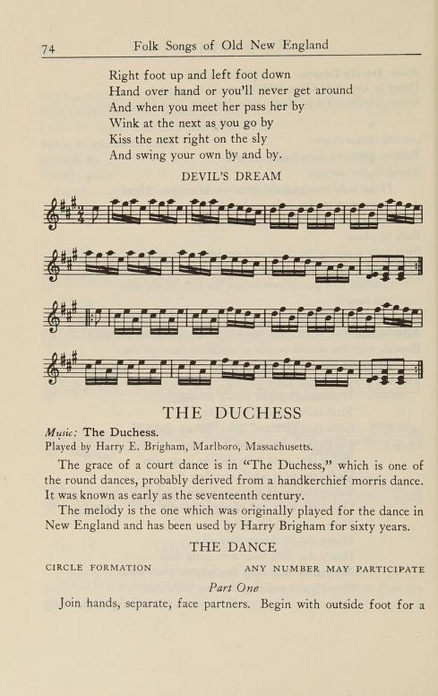 74 Folk Songs of Old New England
Right foot up and left foot down
Hand over hand or you'll never get around
And when you meet her pass her by
Wink at the next as you go by
Kiss the next right on the sly
And swing your own by and by.
DEVIL'S DREAM
2
4
THE DUCHESS
Music: The Duchess.
Played by Harry E. Brigham, Marlboro, Massachusetts.
The grace of a court dance is in "The Duchess," which is one of
the round dances, probably derived from a handkerchief morris dance.
It was known as early as the seventeenth century.
The melody is the one which was originally played for the dance in
New England and has been used by Harry Brigham for sixty years.
THE DANCE
CIRCLE FORMATION ANY NUMBER MAY PARTICIPATE
Part One
Join hands, separate, face partners. Begin with outside foot for a